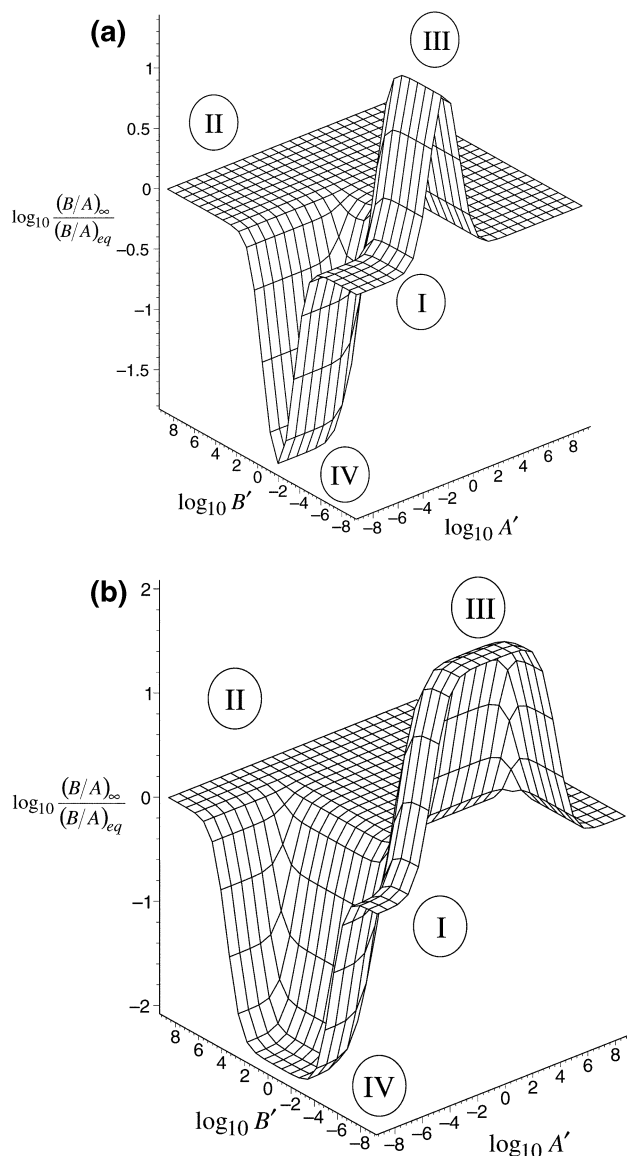 (a)
III
II
1
0.5
0
−0.5
−1
−1.5
log10 (B/A)∞ / (B/A)eq
I
IV
8 6 4 2 0 −2 −4 −6 −8
log10 B′
−8 −6 −4 −2 0 2 4 6 8
log10 A′
(b)
III
II
2
1
0
−1
−2
log10 (B/A)∞ / (B/A)eq
I
IV
8 6 4 2 0 −2 −4 −6 −8
log10 B′
−8 −6 −4 −2 0 2 4 6 8
log10 A′